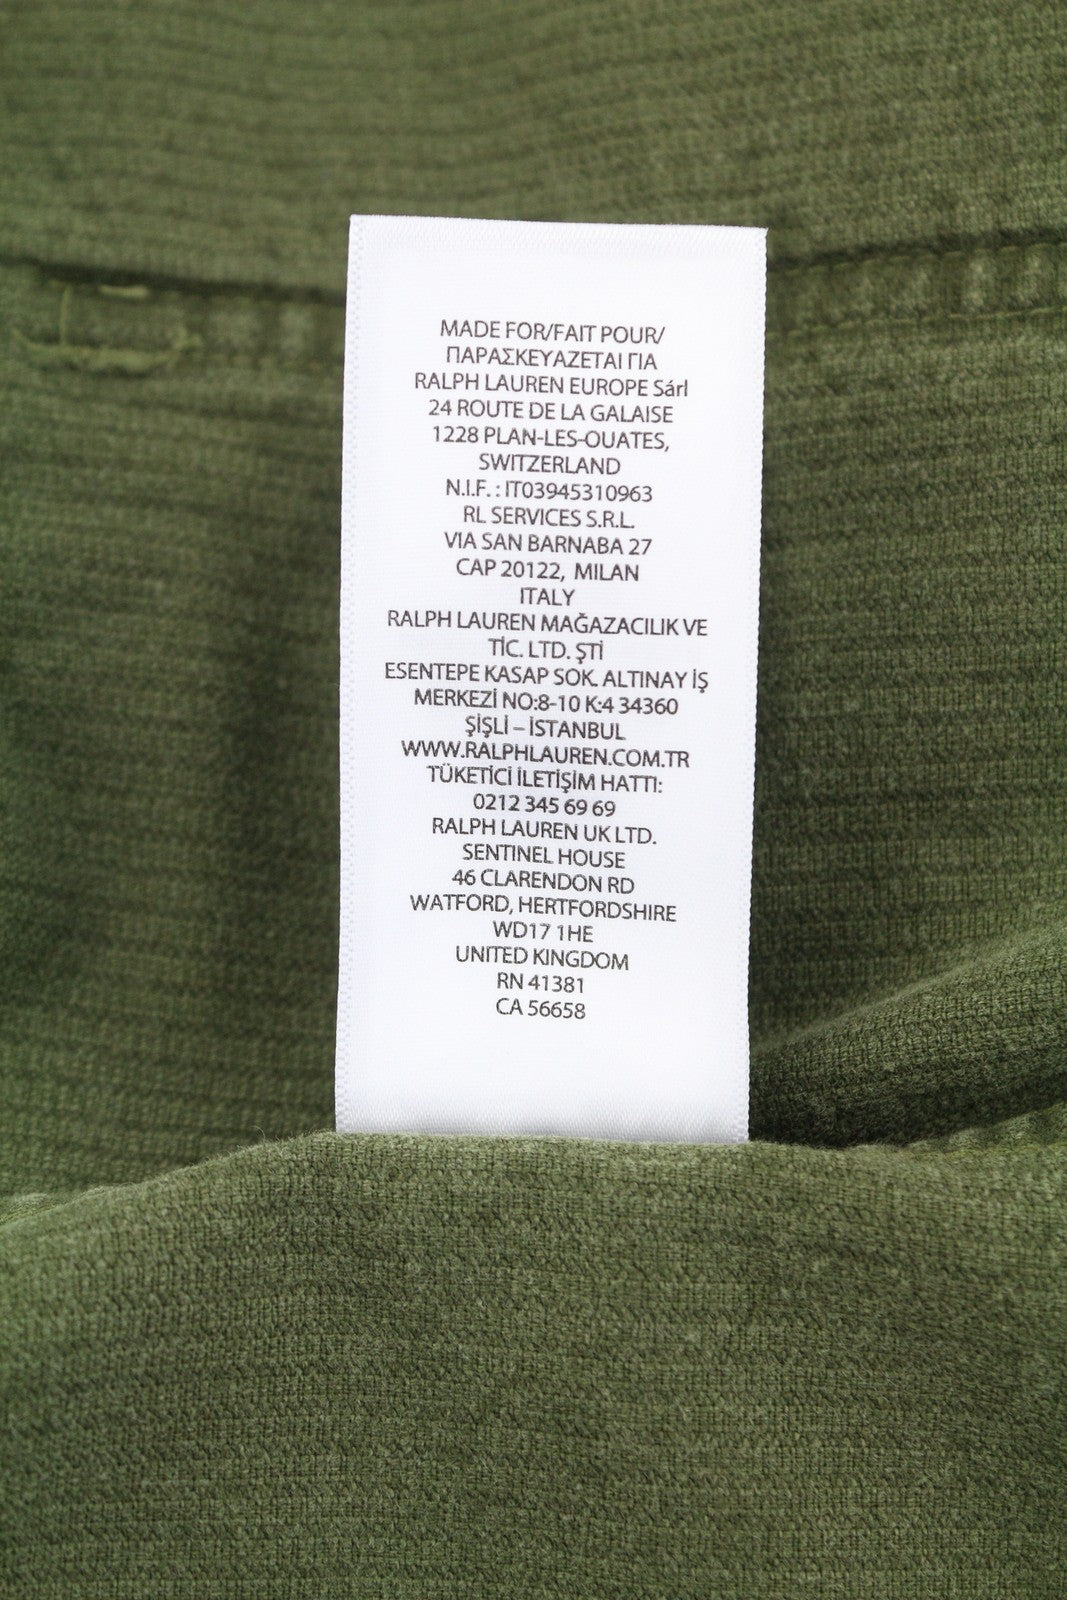 MADE FOR/FAIT POUR/
ΠΑΡΑΣΚΕΥΑΖΕΤΑΙ ΓΙΑ
RALPH LAUREN EUROPE Sárl
24 ROUTE DE LA GALAISE
1228 PLAN-LES-OUATES,
SWITZERLAND
N.I.F. : IT03945310963
RL SERVICES S.R.L.
VIA SAN BARNABA 27
CAP 20122, MILAN
ITALY
RALPH LAUREN MAĞAZACILIK VE
TİC. LTD. ŞTİ
ESENTEPE KASAP SOK. ALTINAY İŞ
MERKEZİ NO:8-10 K:4 34360
ŞİŞLİ – İSTANBUL
WWW.RALPHLAUREN.COM.TR
TÜKETİCİ İLETİŞİM HATTI:
0212 345 69 69
RALPH LAUREN UK LTD.
SENTINEL HOUSE
46 CLARENDON RD
WATFORD, HERTFORDSHIRE
WD17 1HE
UNITED KINGDOM
RN 41381
CA 56658